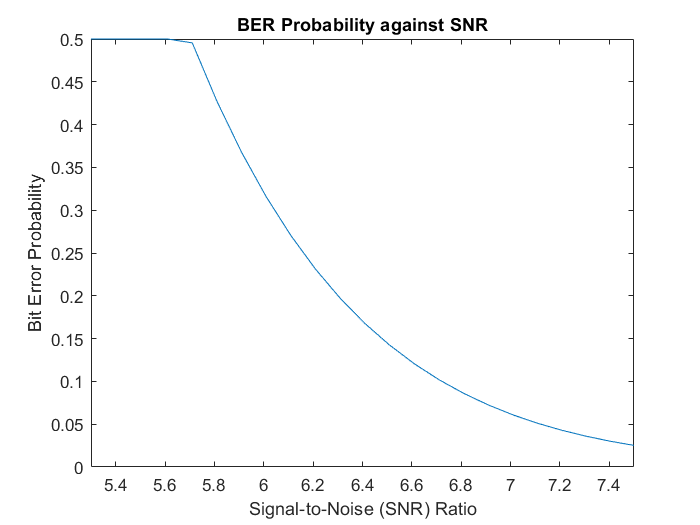 BER Probability against SNR
0.5
0.45
0.4
0.35
0.3
0.25
0.2
0.15
0.1
0.05
0
Bit Error Probability
5.4 5.6 5.8 6 6.2 6.4 6.6 6.8 7 7.2 7.4
Signal-to-Noise (SNR) Ratio